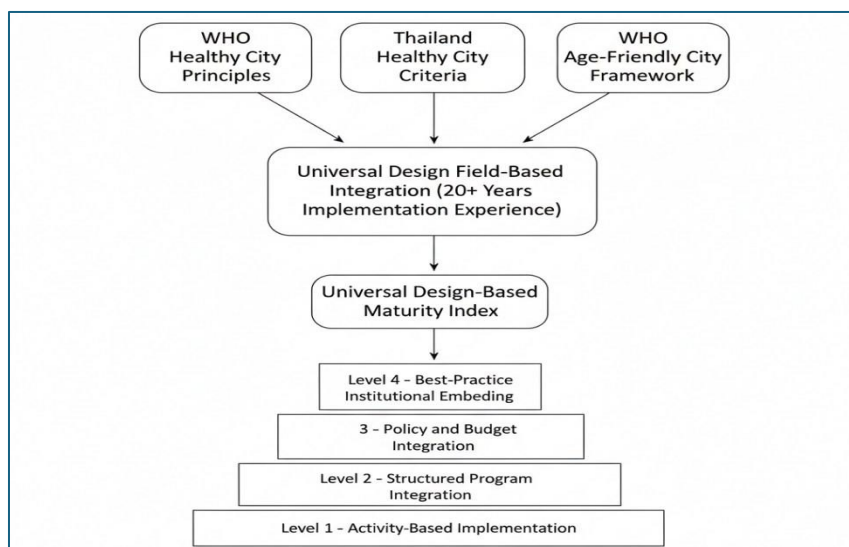 WHO
Healthy City
Principles
Thailand
Healthy City
Criteria
WHO
Age-Friendly City
Framework
Universal Design Field-Based
Integration (20+ Years
Implementation Experience)
Universal Design-Based
Maturity Index
Level 4 - Best-Practice
Institutional Embeding
3 - Policy and Budget
Integration
Level 2 - Structured Program
Integration
Level 1 - Activity-Based Implementation